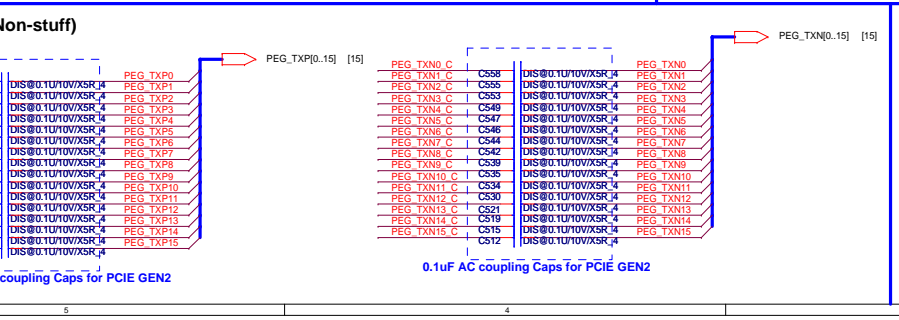 Non-stuff)
PEG_TXP[0..15] [15]
PEG_TXN[0..15] [15]
DIS@0.1U/10V/X5R_4 PEG_TXP0
DIS@0.1U/10V/X5R_4 PEG_TXP1
DIS@0.1U/10V/X5R_4 PEG_TXP2
DIS@0.1U/10V/X5R_4 PEG_TXP3
DIS@0.1U/10V/X5R_4 PEG_TXP4
DIS@0.1U/10V/X5R_4 PEG_TXP5
DIS@0.1U/10V/X5R_4 PEG_TXP6
DIS@0.1U/10V/X5R_4 PEG_TXP7
DIS@0.1U/10V/X5R_4 PEG_TXP8
DIS@0.1U/10V/X5R_4 PEG_TXP9
DIS@0.1U/10V/X5R_4 PEG_TXP10
DIS@0.1U/10V/X5R_4 PEG_TXP11
DIS@0.1U/10V/X5R_4 PEG_TXP12
DIS@0.1U/10V/X5R_4 PEG_TXP13
DIS@0.1U/10V/X5R_4 PEG_TXP14
DIS@0.1U/10V/X5R_4 PEG_TXP15
coupling Caps for PCIE GEN2
PEG_TXN0_C C558 DIS@0.1U/10V/X5R_4 PEG_TXN0
PEG_TXN1_C C555 DIS@0.1U/10V/X5R_4 PEG_TXN1
PEG_TXN2_C C553 DIS@0.1U/10V/X5R_4 PEG_TXN2
PEG_TXN3_C C549 DIS@0.1U/10V/X5R_4 PEG_TXN3
PEG_TXN4_C C547 DIS@0.1U/10V/X5R_4 PEG_TXN4
PEG_TXN5_C C546 DIS@0.1U/10V/X5R_4 PEG_TXN5
PEG_TXN6_C C544 DIS@0.1U/10V/X5R_4 PEG_TXN6
PEG_TXN7_C C542 DIS@0.1U/10V/X5R_4 PEG_TXN7
PEG_TXN8_C C539 DIS@0.1U/10V/X5R_4 PEG_TXN8
PEG_TXN9_C C535 DIS@0.1U/10V/X5R_4 PEG_TXN9
PEG_TXN10_C C534 DIS@0.1U/10V/X5R_4 PEG_TXN10
PEG_TXN11_C C530 DIS@0.1U/10V/X5R_4 PEG_TXN11
PEG_TXN12_C C521 DIS@0.1U/10V/X5R_4 PEG_TXN12
PEG_TXN13_C C519 DIS@0.1U/10V/X5R_4 PEG_TXN13
PEG_TXN14_C C515 DIS@0.1U/10V/X5R_4 PEG_TXN14
PEG_TXN15_C C512 DIS@0.1U/10V/X5R_4 PEG_TXN15
0.1uF AC coupling Caps for PCIE GEN2
5
4